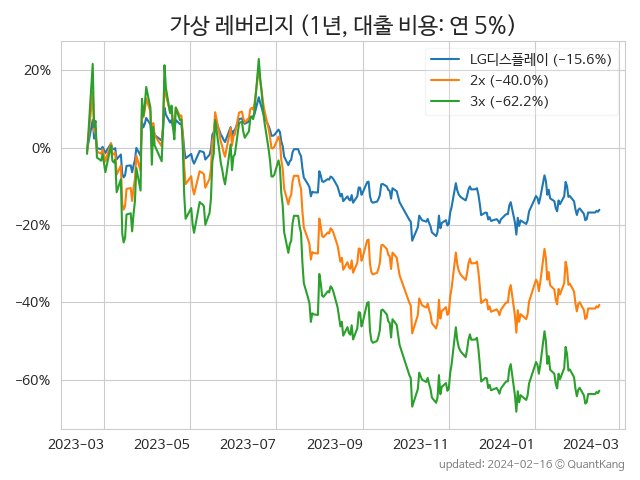 가상 레버리지 (1년, 대출 비용: 연 5%)
LG디스플레이 (−15.6%)
2x (−40.0%)
3x (−62.2%)
20%
0%
−20%
−40%
−60%
2023-03 2023-05 2023-07 2023-09 2023-11 2024-01 2024-03
updated: 2024-02-16 © QuantKang